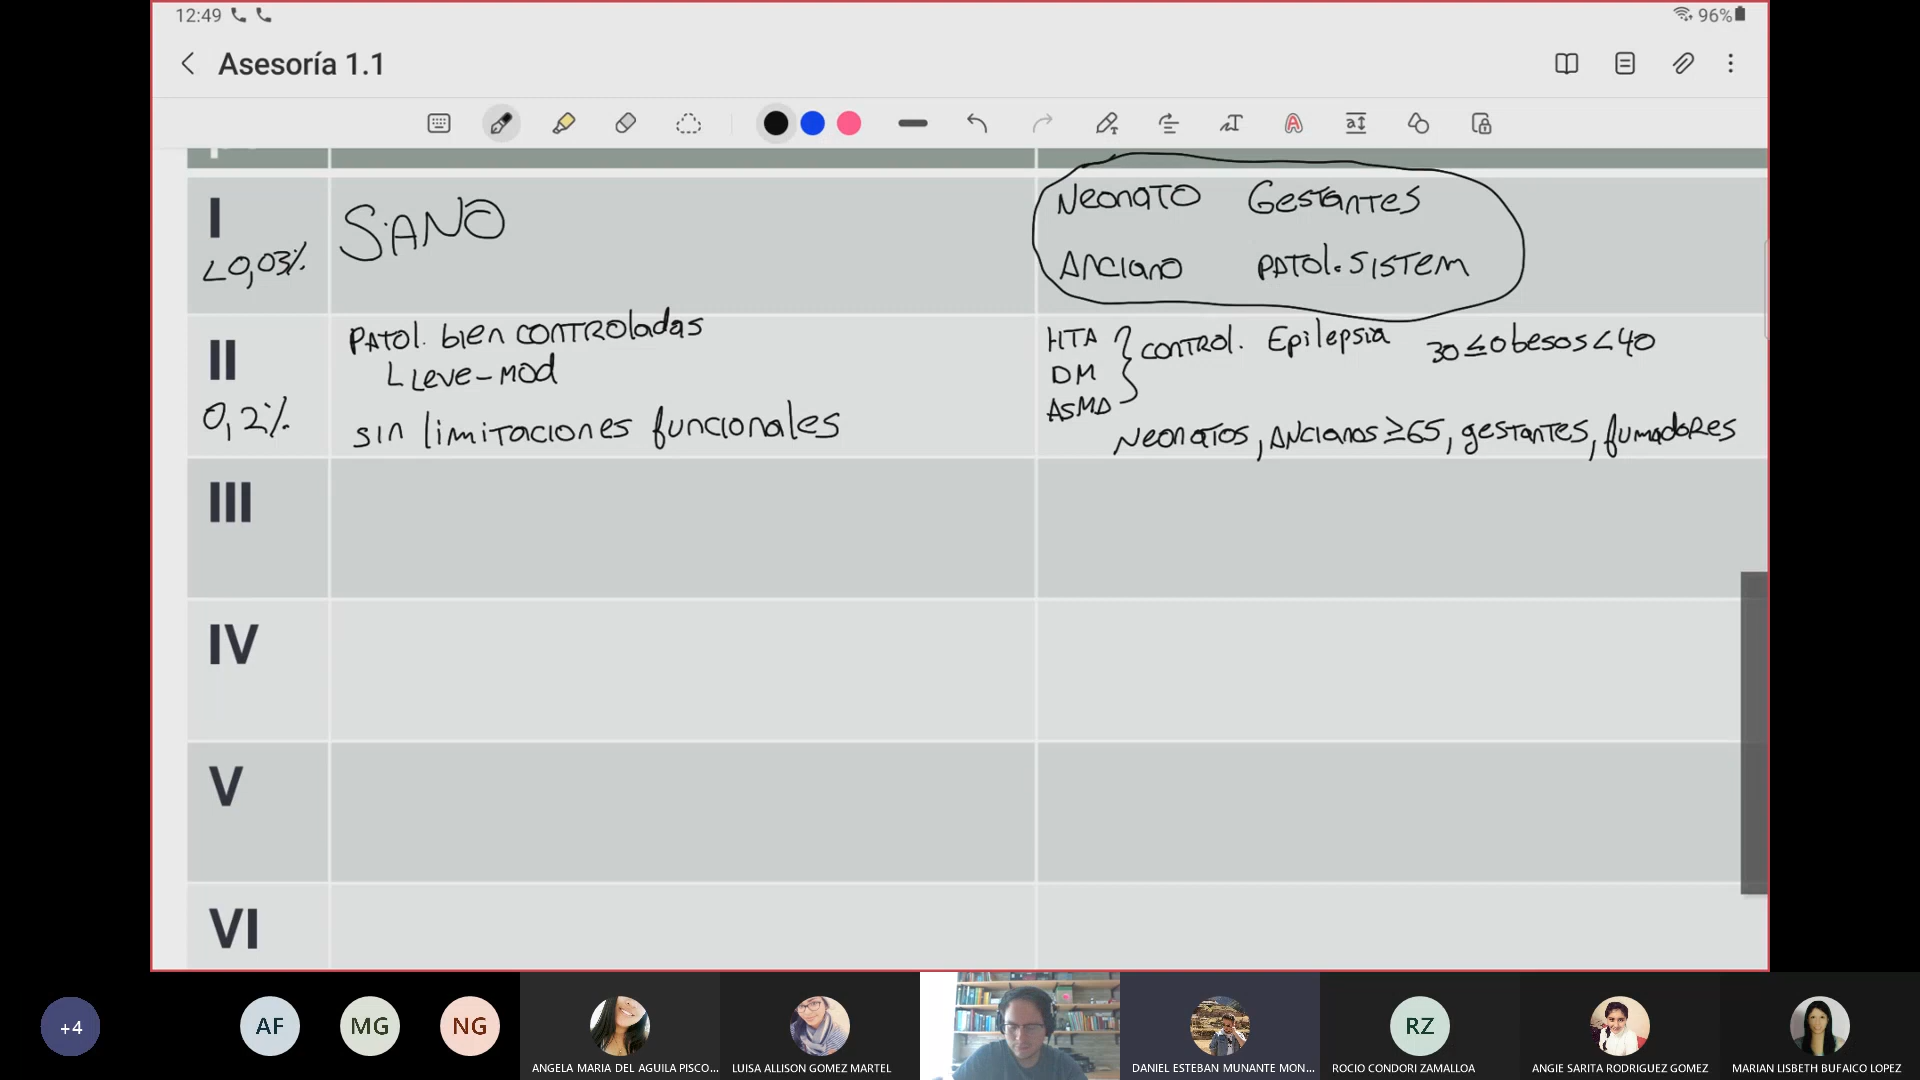 12:49
96%
Asesoría 1.1
I
SANO
Neonato Gestantes
<0,03%
Anciano PATOL. SISTEM
II
PATOL. bien CONTROLadas
Leve-MOD
0,2%
sin limitaciones funcionales
HTA
DM
ASMA
CONTROL. Epilepsia 30 ≤ obesos < 40
Neonatos, Ancianos ≥65, gestantes, fumadores
III
IV
V
VI
+4
AF
MG
NG
ANGELA MARIA DEL AGUILA PISCO...
LUISA ALLISON GOMEZ MARTEL
DANIEL ESTEBAN MUNANTE MON...
RZ
ROCIO CONDORI ZAMALLOA
ANGIE SARITA RODRIGUEZ GOMEZ
MARIAN LISBETH BUFAICO LOPEZ